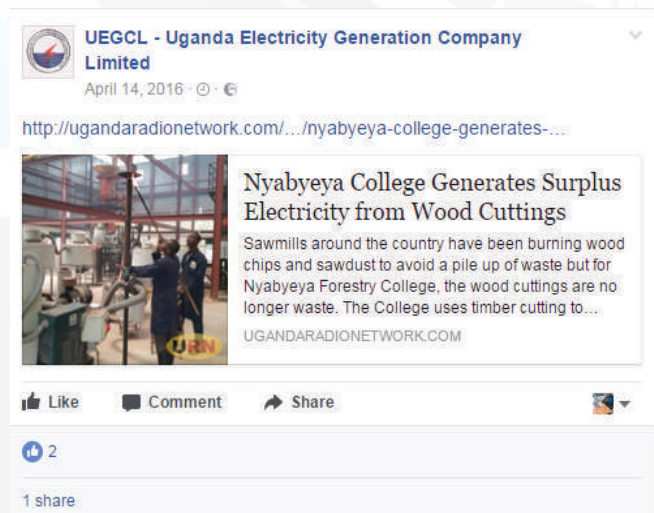 UEGCL - Uganda Electricity Generation Company
Limited
April 14, 2016 ·
http://ugandaradionetwork.com/.../nyabyeya-college-generates-...
Nyabyeya College Generates Surplus
Electricity from Wood Cuttings
Sawmills around the country have been burning wood
chips and sawdust to avoid a pile up of waste but for
Nyabyeya Forestry College, the wood cuttings are no
longer waste. The College uses timber cutting to...
UGANDARADIONETWORK.COM
URN
Like Comment Share
2
1 share